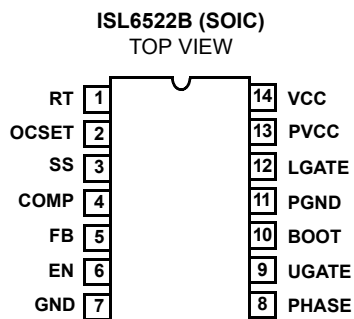 ISL6522B (SOIC)
TOP VIEW
RT 1 14 VCC
OCSET 2 13 PVCC
SS 3 12 LGATE
COMP 4 11 PGND
FB 5 10 BOOT
EN 6 9 UGATE
GND 7 8 PHASE